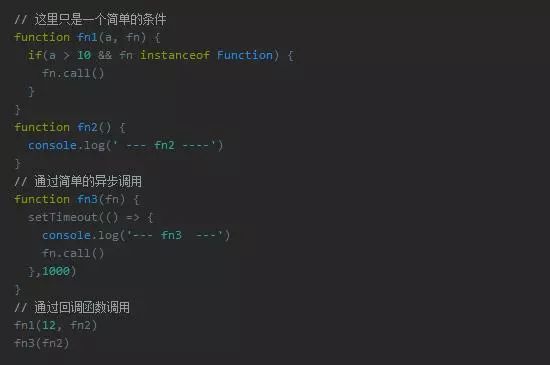 // 这里只是一个简单的条件
function fn1(a, fn) {
  if(a > 10 && fn instanceof Function) {
    fn.call()
  }
}
function fn2() {
  console.log(' --- fn2 ----')
}
// 通过简单的异步调用
function fn3(fn) {
  setTimeout(() => {
    console.log('--- fn3  ---')
    fn.call()
  },1000)
}
// 通过回调函数调用
fn1(12, fn2)
fn3(fn2)